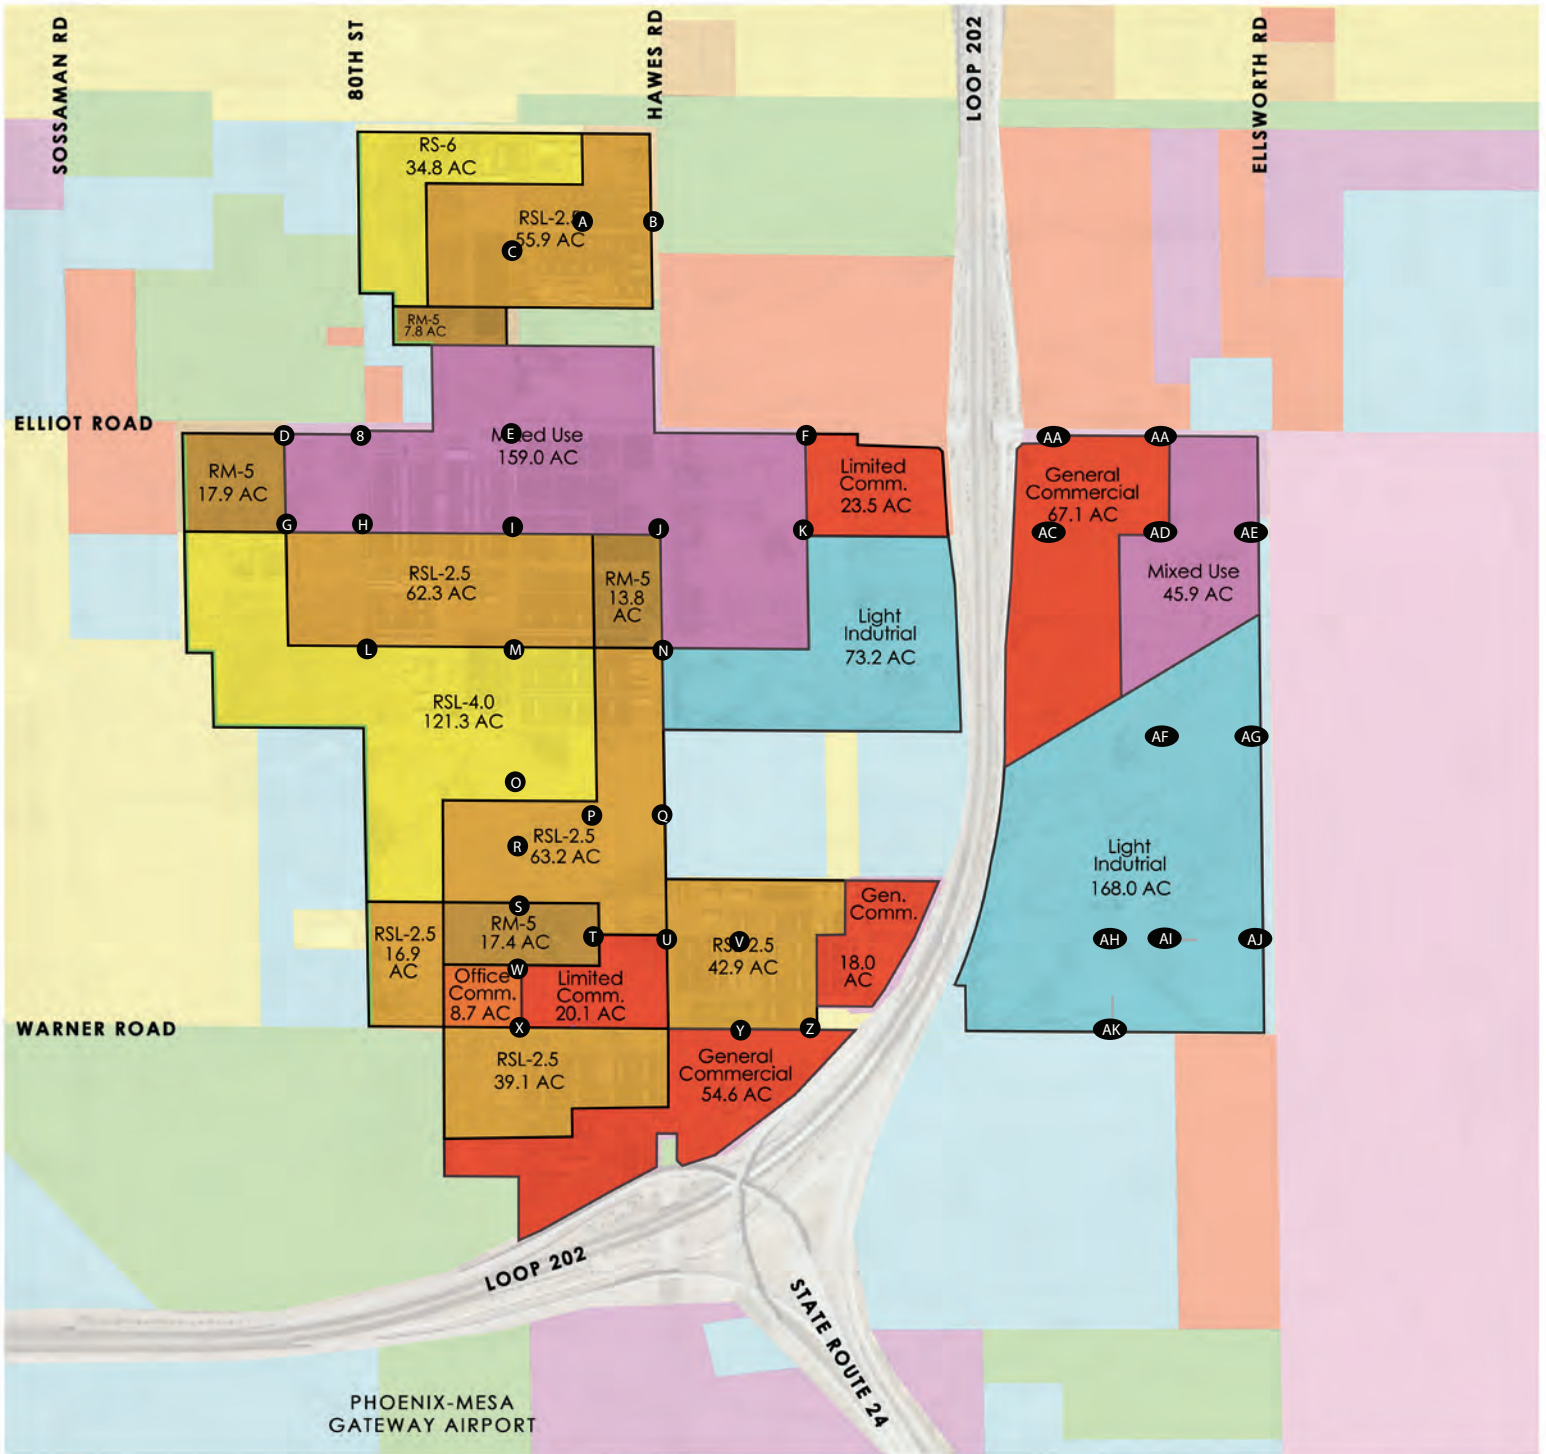 SOSSAMAN RD
80TH ST
HAWES RD
LOOP 202
ELLSWORTH RD
RS-6
34.8 AC
RSL-2.5
55.9 AC
A
B
C
RM-5
7.8 AC
ELLIOT ROAD
D
8
E
Mixed Use
159.0 AC
F
AA
AA
RM-5
17.9 AC
Limited
Comm.
23.5 AC
General
Commercial
67.1 AC
G
H
I
J
K
AC
AD
AE
RSL-2.5
62.3 AC
RM-5
13.8
AC
Mixed Use
45.9 AC
Light
Indutrial
73.2 AC
L
M
N
RSL-4.0
121.3 AC
AF
AG
O
P
Q
R
RSL-2.5
63.2 AC
Light
Indutrial
168.0 AC
S
Gen.
Comm.
18.0
AC
RSL-2.5
16.9
AC
RM-5
17.4 AC
T
U
V
RSL-2.5
42.9 AC
AH
AI
AJ
W
Office
Comm.
8.7 AC
Limited
Comm.
20.1 AC
WARNER ROAD
X
Y
Z
AK
RSL-2.5
39.1 AC
General
Commercial
54.6 AC
LOOP 202
STATE ROUTE 24
PHOENIX-MESA
GATEWAY AIRPORT